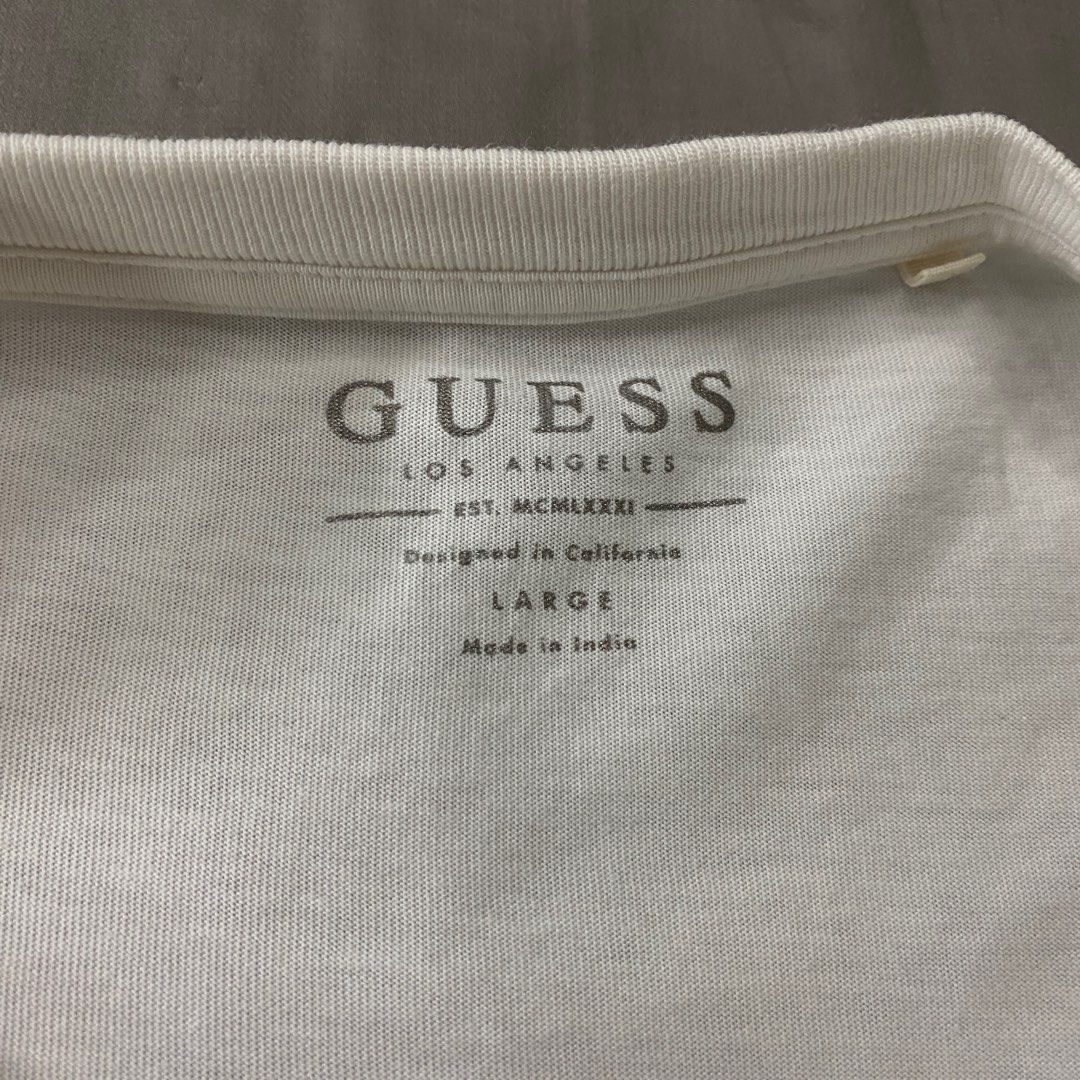 GUESS
LOS ANGELES
EST. MCMLXXXI
Designed in California
LARGE
Made in India